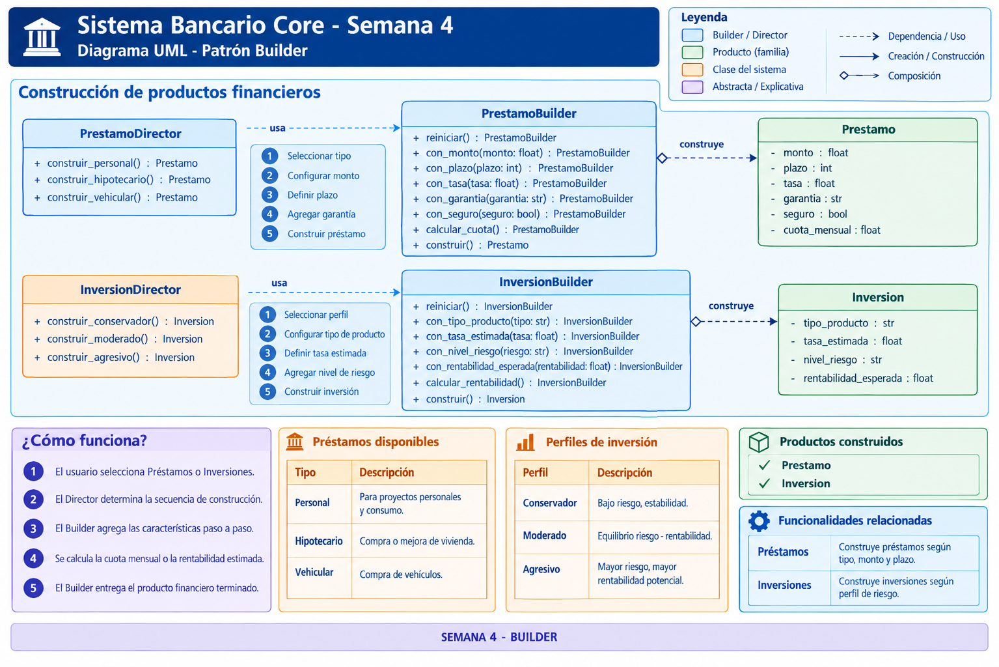 Sistema Bancario Core - Semana 4
Diagrama UML - Patrón Builder
Leyenda
Builder / Director
Producto (familia)
Clase del sistema
Abstracta / Explicativa
Dependencia / Uso
Creación / Construcción
Composición
Construcción de productos financieros
PrestamoDirector
+ construir_personal() : Prestamo
+ construir_hipotecario() : Prestamo
+ construir_vehicular() : Prestamo
usa
1 Seleccionar tipo
2 Configurar monto
3 Definir plazo
4 Agregar garantía
5 Construir préstamo
PrestamoBuilder
+ reiniciar() : PrestamoBuilder
+ con_monto(monto: float) : PrestamoBuilder
+ con_plazo(plazo: int) : PrestamoBuilder
+ con_tasa(tasa: float) : PrestamoBuilder
+ con_garantia(garantia: str) : PrestamoBuilder
+ con_seguro(seguro: bool) : PrestamoBuilder
+ calcular_cuota() : PrestamoBuilder
+ construir() : Prestamo
construye
Prestamo
- monto : float
- plazo : int
- tasa : float
- garantia : str
- seguro : bool
- cuota_mensual : float
InversionDirector
+ construir_conservador() : Inversion
+ construir_moderado() : Inversion
+ construir_agresivo() : Inversion
usa
1 Seleccionar perfil
2 Configurar tipo de producto
3 Definir tasa estimada
4 Agregar nivel de riesgo
5 Construir inversión
InversionBuilder
+ reiniciar() : InversionBuilder
+ con_tipo_producto(tipo: str) : InversionBuilder
+ con_tasa_estimada(tasa: float) : InversionBuilder
+ con_nivel_riesgo(riesgo: str) : InversionBuilder
+ con_rentabilidad_esperada(rentabilidad: float) : InversionBuilder
+ calcular_rentabilidad() : InversionBuilder
+ construir() : Inversion
construye
Inversion
- tipo_producto : str
- tasa_estimada : float
- nivel_riesgo : str
- rentabilidad_esperada : float
¿Cómo funciona?
1 El usuario selecciona Préstamos o Inversiones.
2 El Director determina la secuencia de construcción.
3 El Builder agrega las características paso a paso.
4 Se calcula la cuota mensual o la rentabilidad estimada.
5 El Builder entrega el producto financiero terminado.
Préstamos disponibles
Tipo Descripción
Personal Para proyectos personales
y consumo.
Hipotecario Compra o mejora de vivienda.
Vehicular Compra de vehículos.
Perfiles de inversión
Perfil Descripción
Conservador Bajo riesgo, estabilidad.
Moderado Equilibrio riesgo - rentabilidad.
Agresivo Mayor riesgo, mayor
rentabilidad potencial.
Productos construidos
Prestamo
Inversion
Funcionalidades relacionadas
Préstamos Construye préstamos según
tipo, monto y plazo.
Inversiones Construye inversiones según
perfil de riesgo.
SEMANA 4 - BUILDER